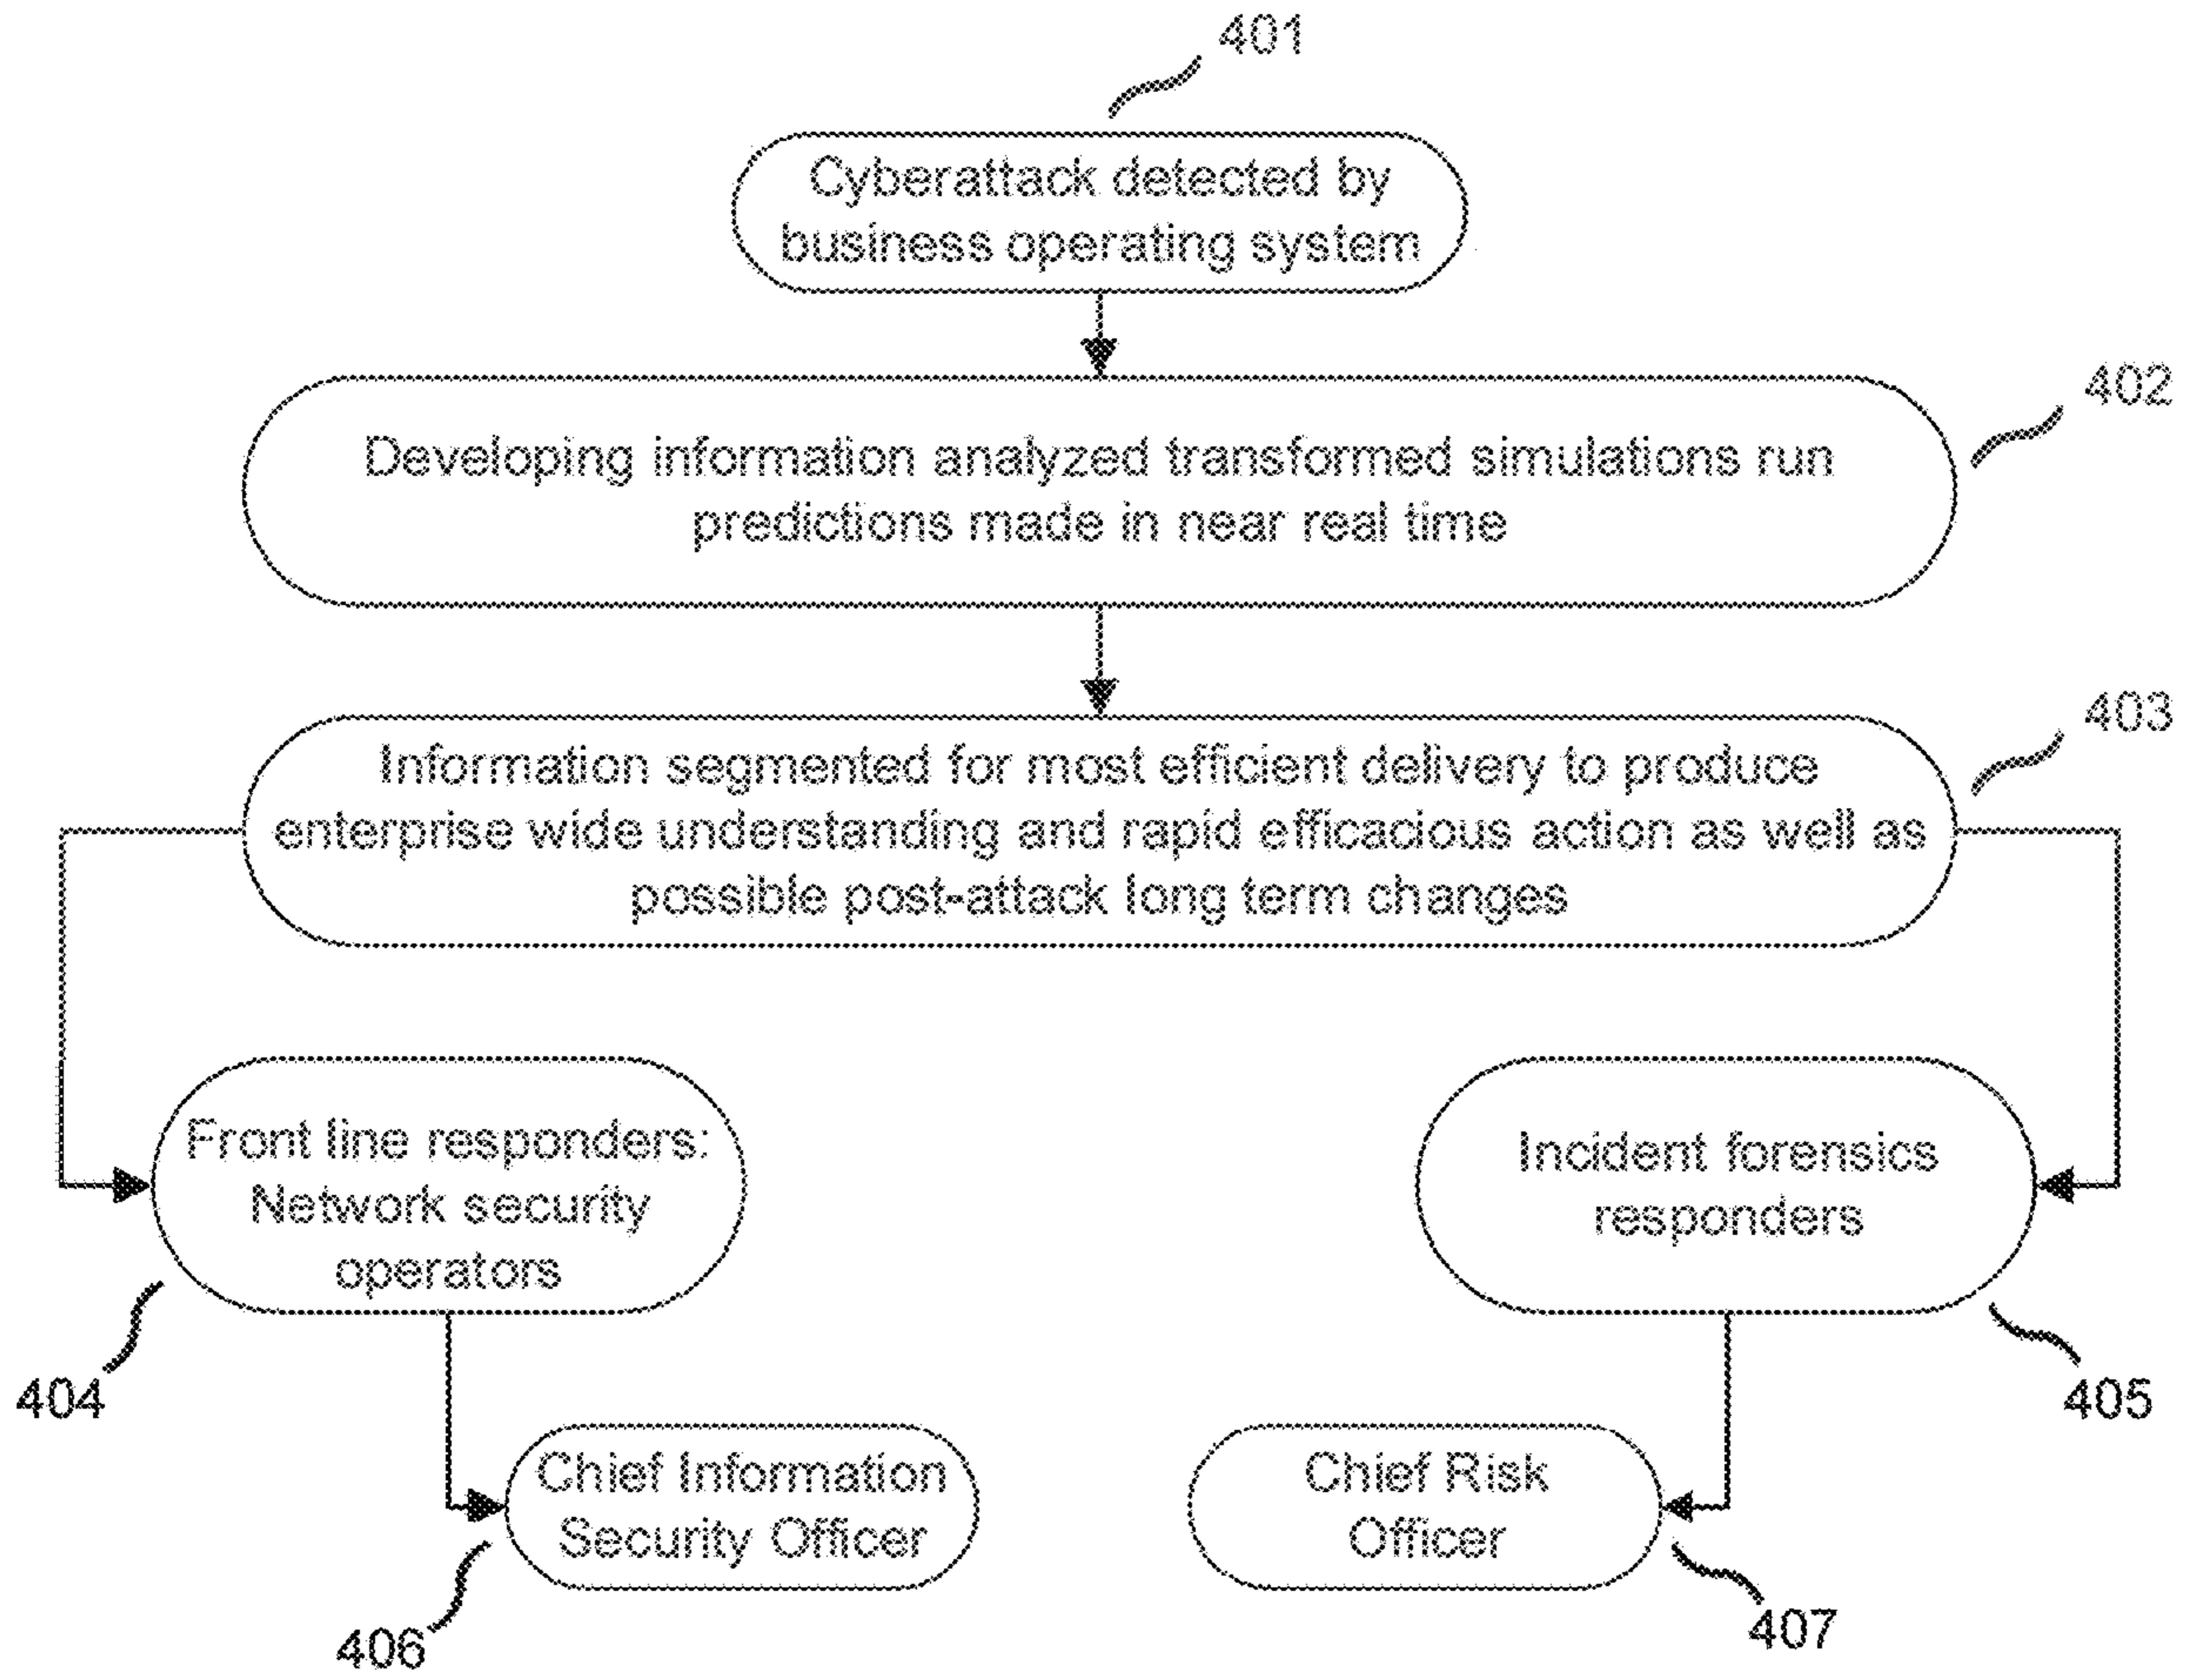 401
Cyberattack detected by
business operating system
402
Developing information analyzed transformed simulations run
predictions made in near real time
403
Information segmented for most efficient delivery to produce
enterprise wide understanding and rapid efficacious action as well as
possible post-attack long term changes
Front line responders:
Network security
operators
404
Incident forensics
responders
405
Chief Information
Security Officer
406
Chief Risk
Officer
407